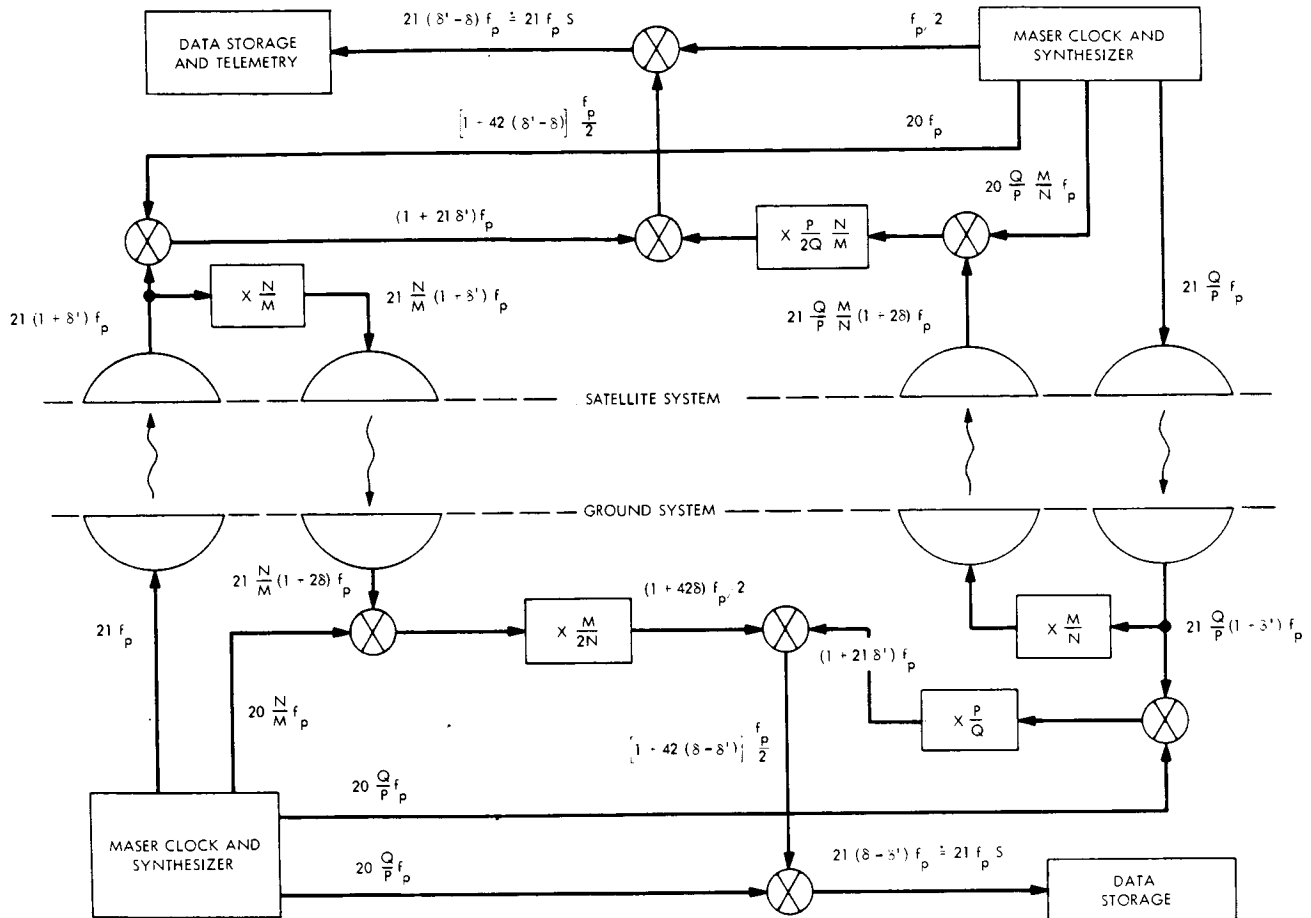 21 (δ' − δ) f_p ≐ 21 f_p S
f_p/2
DATA STORAGE
AND TELEMETRY
MASER CLOCK AND
SYNTHESIZER
[1 + 42 (δ' − δ)] f_p/2
20 f_p
20 Q/P M/N f_p
(1 + 21 δ') f_p
X P/2Q N/M
X N/M
21 (1 + δ') f_p
21 N/M (1 + δ') f_p
21 Q/P M/N (1 + 2δ) f_p
21 Q/P f_p
SATELLITE SYSTEM
GROUND SYSTEM
21 N/M (1 + 2δ) f_p
(1 + 42δ) f_p/2
21 f_p
X M/2N
X M/N
21 Q/P (1 + δ') f_p
(1 + 21 δ') f_p
20 N/M f_p
X P/Q
[1 + 42 (δ − δ')] f_p/2
20 Q/P f_p
MASER CLOCK AND
SYNTHESIZER
20 Q/P f_p
21 (δ − δ') f_p ≐ 21 f_p S
DATA
STORAGE